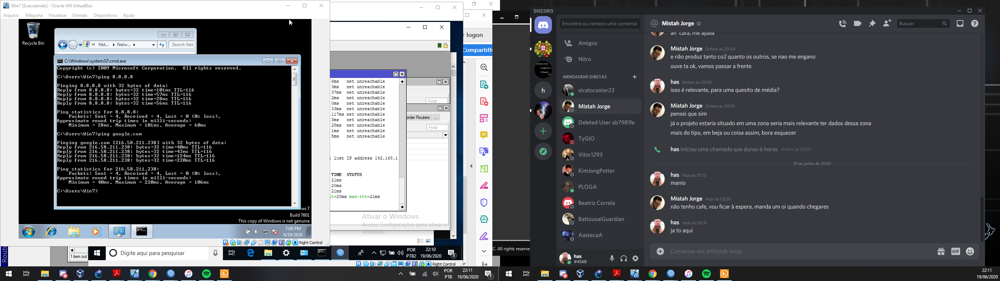 Win7 [Executando] - Oracle VM VirtualBox
Arquivo Máquina Visualizar Entrada Dispositivos Ajuda
Recycle Bin
« Net... Netw...
Search Net.
C:\Windows\system32\cmd.exe
Copyright (c) 2009 Microsoft Corporation. All rights reserved.
C:\Users\Win7>ping 8.8.8.8
Pinging 8.8.8.8 with 32 bytes of data:
Reply from 8.8.8.8: bytes=32 time=101ms TTL=116
Reply from 8.8.8.8: bytes=32 time=57ms TTL=116
Reply from 8.8.8.8: bytes=32 time=28ms TTL=116
Reply from 8.8.8.8: bytes=32 time=56ms TTL=116
Ping statistics for 8.8.8.8:
Packets: Sent = 4, Received = 4, Lost = 0 (0% loss),
Approximate round trip times in milli-seconds:
Minimum = 28ms, Maximum = 101ms, Average = 60ms
C:\Users\Win7>ping google.com
Pinging google.com [216.58.211.238] with 32 bytes of data:
Reply from 216.58.211.238: bytes=32 time=40ms TTL=116
Reply from 216.58.211.238: bytes=32 time=43ms TTL=116
Reply from 216.58.211.238: bytes=32 time=124ms TTL=116
Reply from 216.58.211.238: bytes=32 time=220ms TTL=116
Ping statistics for 216.58.211.238:
Packets: Sent = 4, Received = 4, Lost = 0 (0% loss),
Approximate round trip times in milli-seconds:
Minimum = 40ms, Maximum = 220ms, Average = 106ms
C:\Users\Win7>
ws 7
Build 7601
This copy of Windows is not genuine
7:09 PM
6/19/2020
Right Control
Route
1 item out
Digite aqui para pesquisar
POR
PTB2
22:10
19/06/2020
3
Right Control
r logon
Compartilh
6ms net unreachable
3ms net unreachable
37ms net unreachable
2ms net unreachable
0ms net unreachable
33ms net unreachable
117ms net unreachable
3ms net unreachable
25ms net unreachable
1ms net unreachable
5ms net unreachable
l lost IP address 192.168.1
TIME STATUS
21ms
20ms
21ms
tt=20ms max-rtt=21ms
Find
order Routers ...
Find
Ativar o Windows
Acesse Configurações para ativar o
Windows.
C. All rights reserve
POR
PTB
22:11
19/06/2020
1
DISCORD
Encontre ou comece uma conversa
Amigos
Nitro
MENSAGENS DIRETAS
stratocaster23
Mistah Jorge
Deleted User ab7981fe
TyGiO
Vitor1293
KimJongPotter
PLOGA
Beatriz Correia
BattousaiGuardian
AastecaA
h
has
#4568
@ Mistah Jorge
Buscar
ah cara, me ajuda
Mistah Jorge Ontem às 20:54
e não produz tanto co2 quanto os outros, se nao me engano
ouve ta ok, vamos passar a frente
has Ontem às 20:55
isso é relevante, para uma quesito de média?
Mistah Jorge Ontem às 20:55
pensei que sim
já o projeto estaria situado em uma zona seria mais relevante ter dados dessa zona
mais do tipo, em beja ou coisa assim, bora esquecer
has iniciou uma chamada que durou 6 horas. Ontem às 20:56
19 de junho de 2020
has Hoje às 01:13
manio
Mistah Jorge Hoje às 02:26
não tenho cafe, vou ficar à espera, manda um oi quando chegares
has Hoje às 02:31
ja to aqui
Conversar em @Mistah Jorge
GIF
22:11
19/06/2020